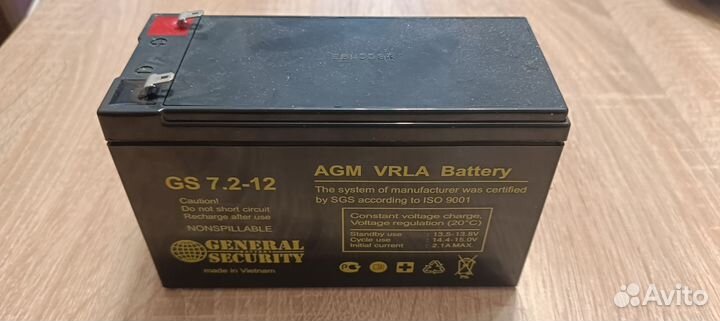 GS 7.2-12
Caution!
Do not short circuit
Recharge after use
NONSPILLABLE
GENERAL
SECURITY
made in Vietnam
AGM VRLA Battery
The system of manufacturer was certified
by SGS according to ISO 9001
Constant voltage charge,
Voltage regulation (20°C)
Standby use : 13.5-13.8V
Cycle use : 14.4-15.0V
Initial current : 2.1A MAX.
Avito